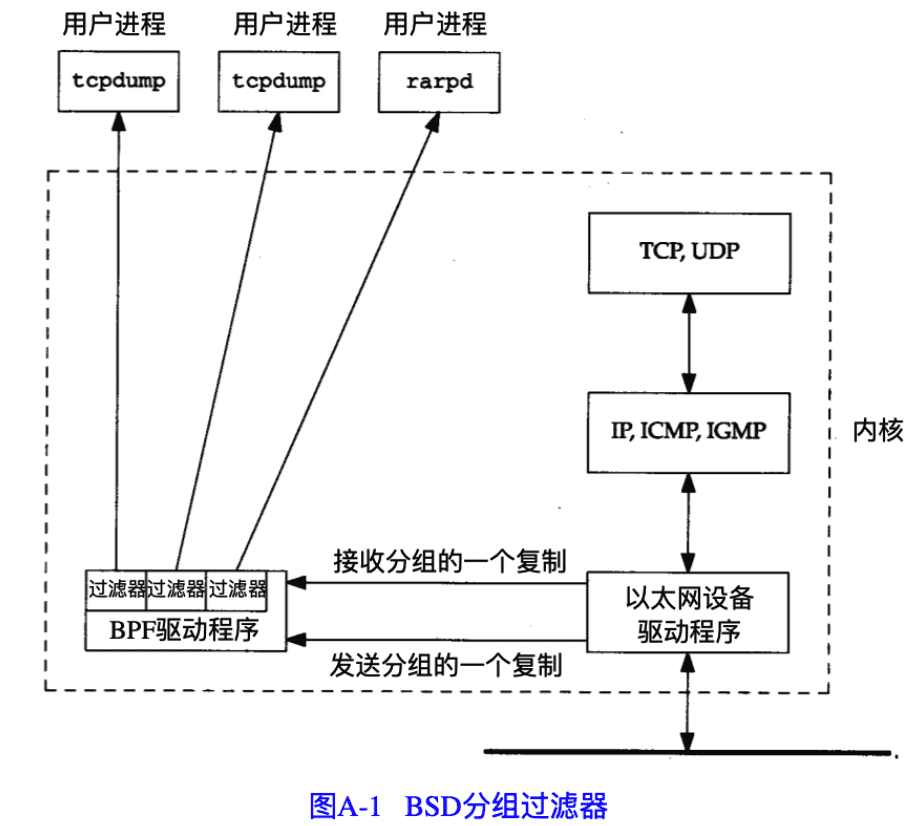 用户进程
用户进程
用户进程
tcpdump
tcpdump
rarpd
TCP, UDP
IP, ICMP, IGMP
内核
接收分组的一个复制
过滤器
过滤器
过滤器
BPF驱动程序
以太网设备
驱动程序
发送分组的一个复制
图A-1 BSD分组过滤器